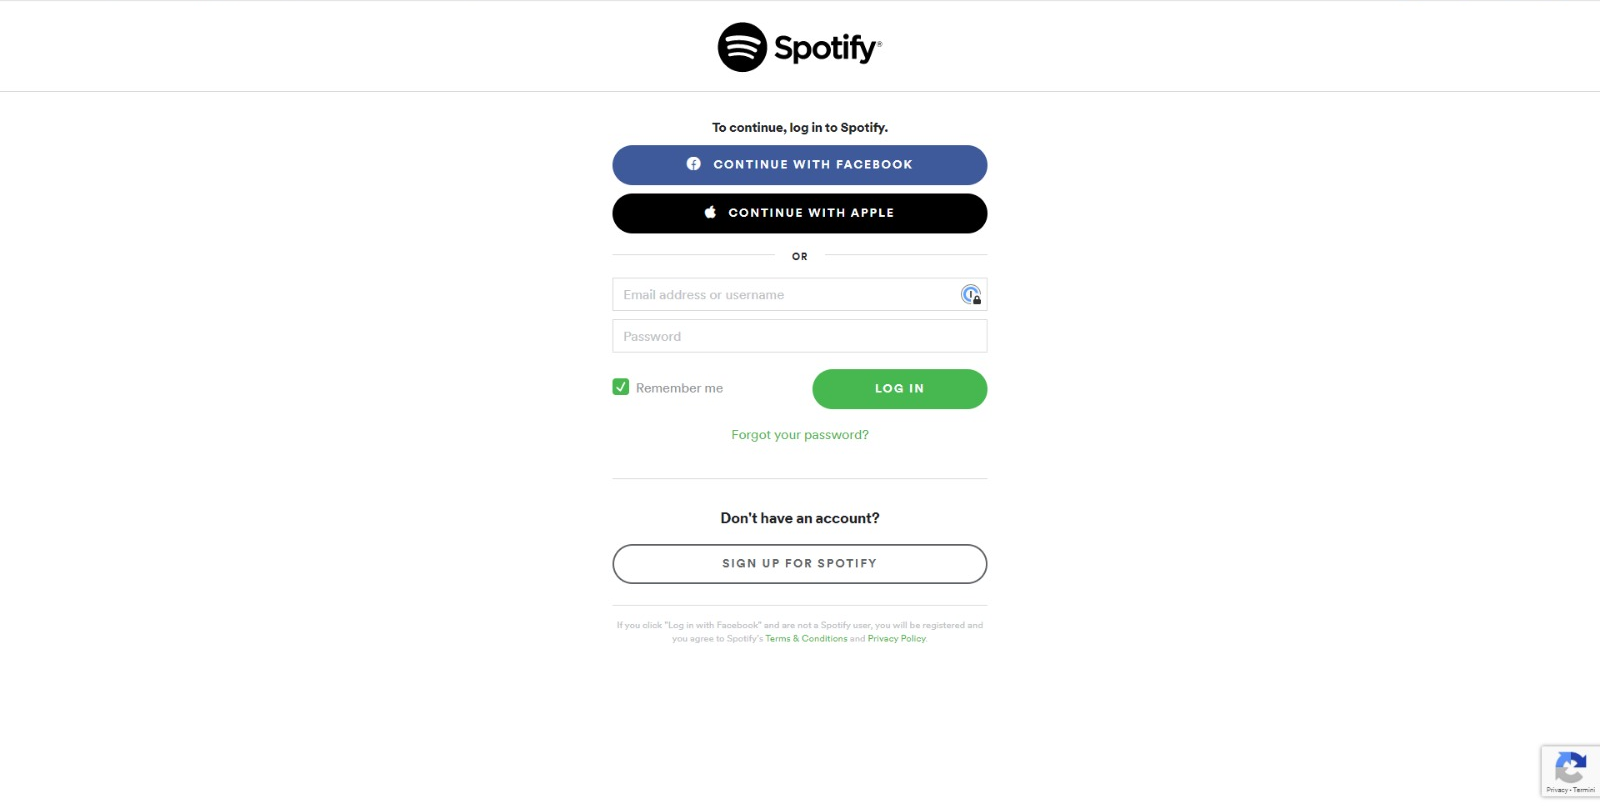 Spotify®
To continue, log in to Spotify.
CONTINUE WITH FACEBOOK
CONTINUE WITH APPLE
OR
Email address or username
Password
Remember me
LOG IN
Forgot your password?
Don't have an account?
SIGN UP FOR SPOTIFY
If you click "Log in with Facebook" and are not a Spotify user, you will be registered and
you agree to Spotify's Terms & Conditions and Privacy Policy.
Privacy - Termini